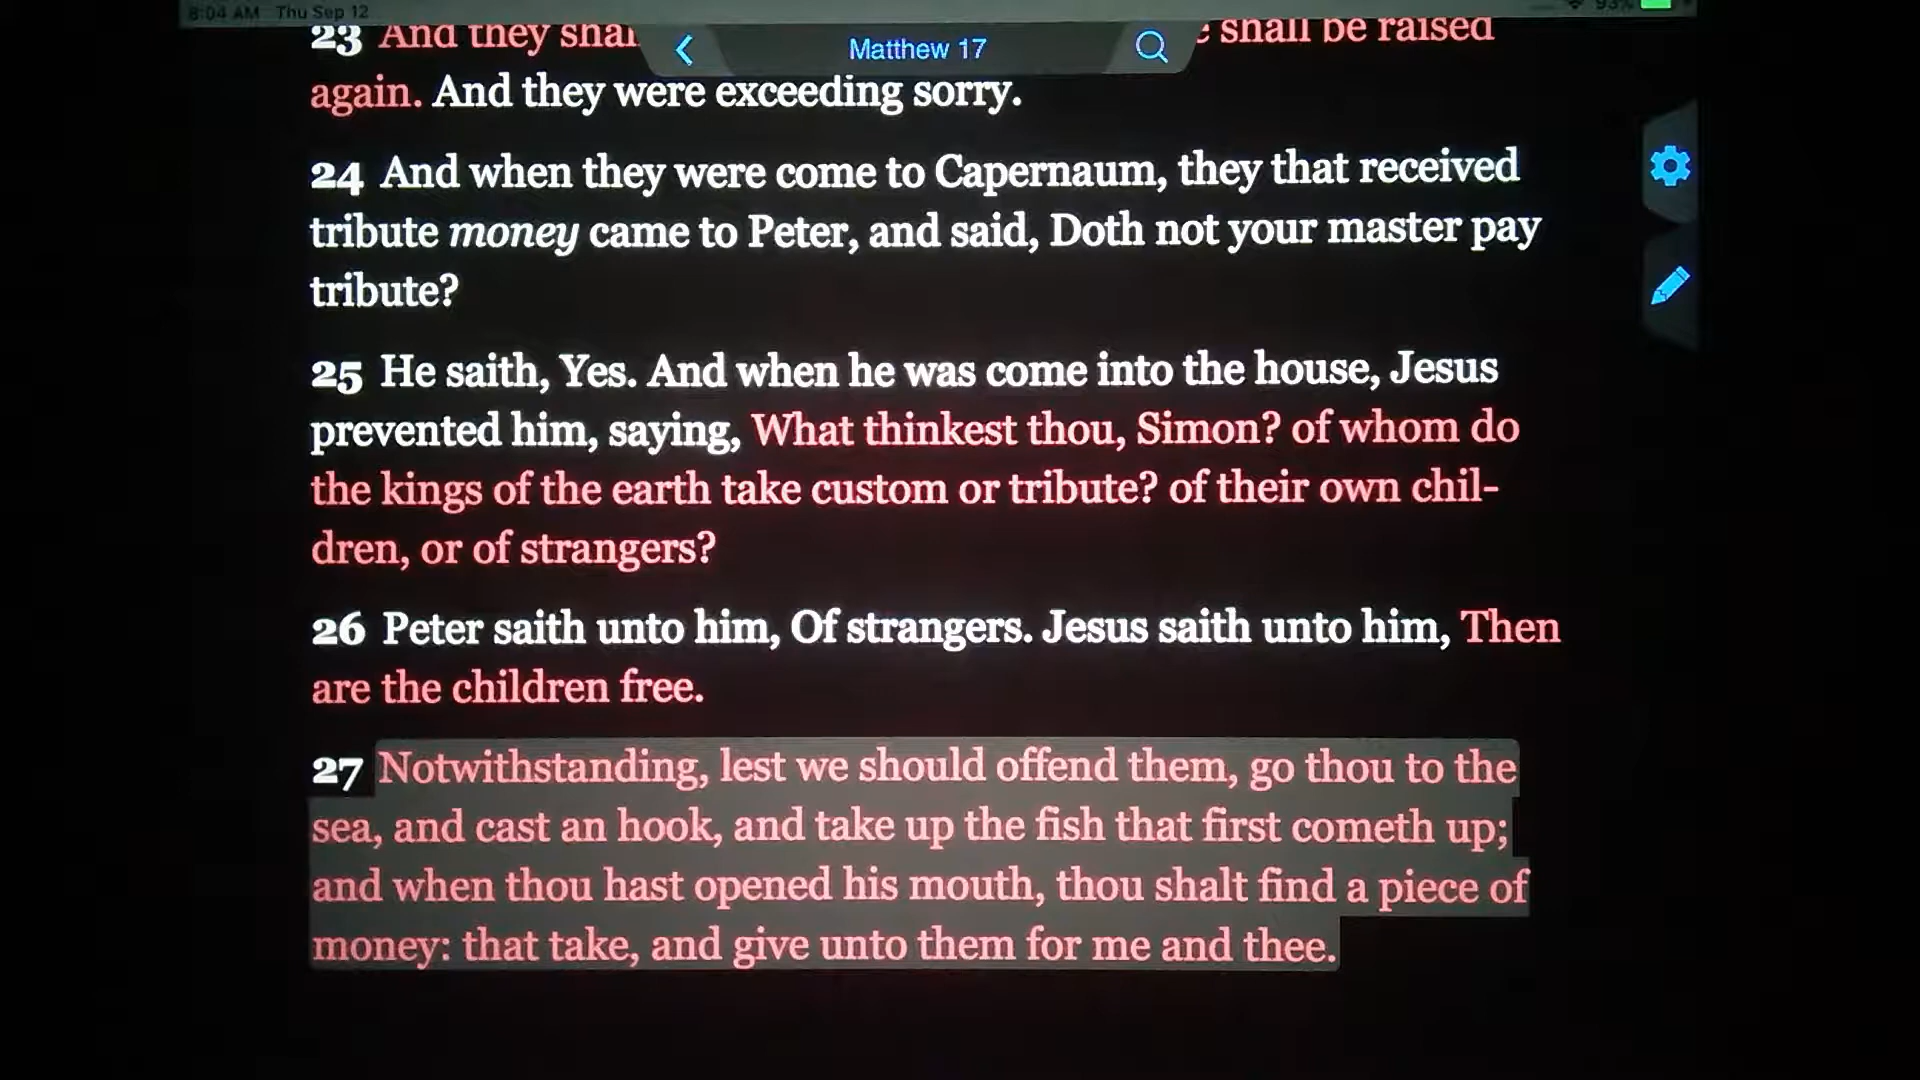 8:04 AM Thu Sep 12 93%
Matthew 17
23 And they shal shall be raised
again. And they were exceeding sorry.
24 And when they were come to Capernaum, they that received
tribute money came to Peter, and said, Doth not your master pay
tribute?
25 He saith, Yes. And when he was come into the house, Jesus
prevented him, saying, What thinkest thou, Simon? of whom do
the kings of the earth take custom or tribute? of their own chil-
dren, or of strangers?
26 Peter saith unto him, Of strangers. Jesus saith unto him, Then
are the children free.
27 Notwithstanding, lest we should offend them, go thou to the
sea, and cast an hook, and take up the fish that first cometh up;
and when thou hast opened his mouth, thou shalt find a piece of
money: that take, and give unto them for me and thee.